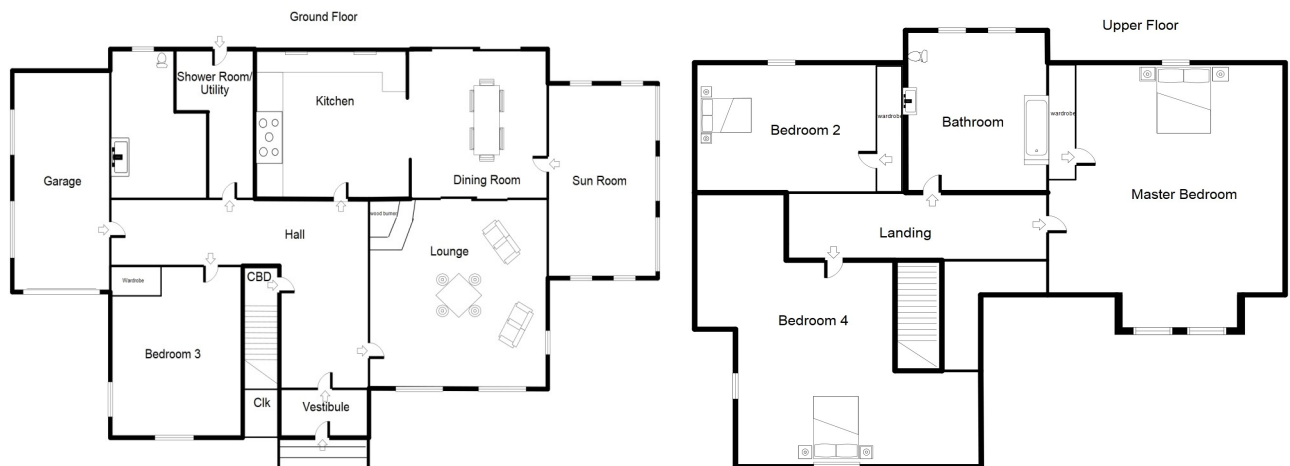 Ground Floor
Shower Room/
Utility
Kitchen
Garage
Dining Room
Sun Room
wood burner
Hall
Lounge
CBD
Wardrobe
Bedroom 3
Clk
Vestibule
Upper Floor
Bedroom 2
wardrobe
Bathroom
wardrobe
Master Bedroom
Landing
Bedroom 4